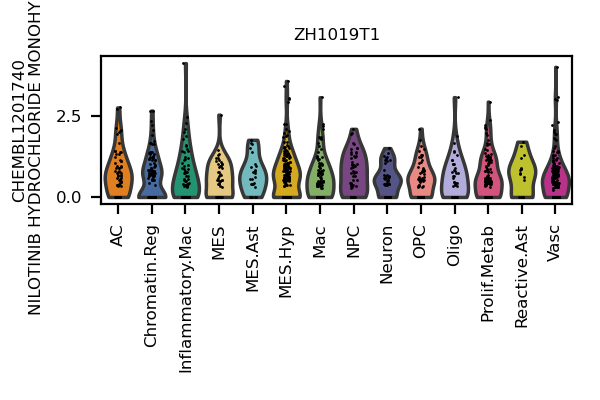 ZH1019T1
CHEMBL1201740
NILOTINIB HYDROCHLORIDE MONOHY
2.5
0.0
AC
Chromatin.Reg
Inflammatory.Mac
MES
MES.Ast
MES.Hyp
Mac
NPC
Neuron
OPC
Oligo
Prolif.Metab
Reactive.Ast
Vasc